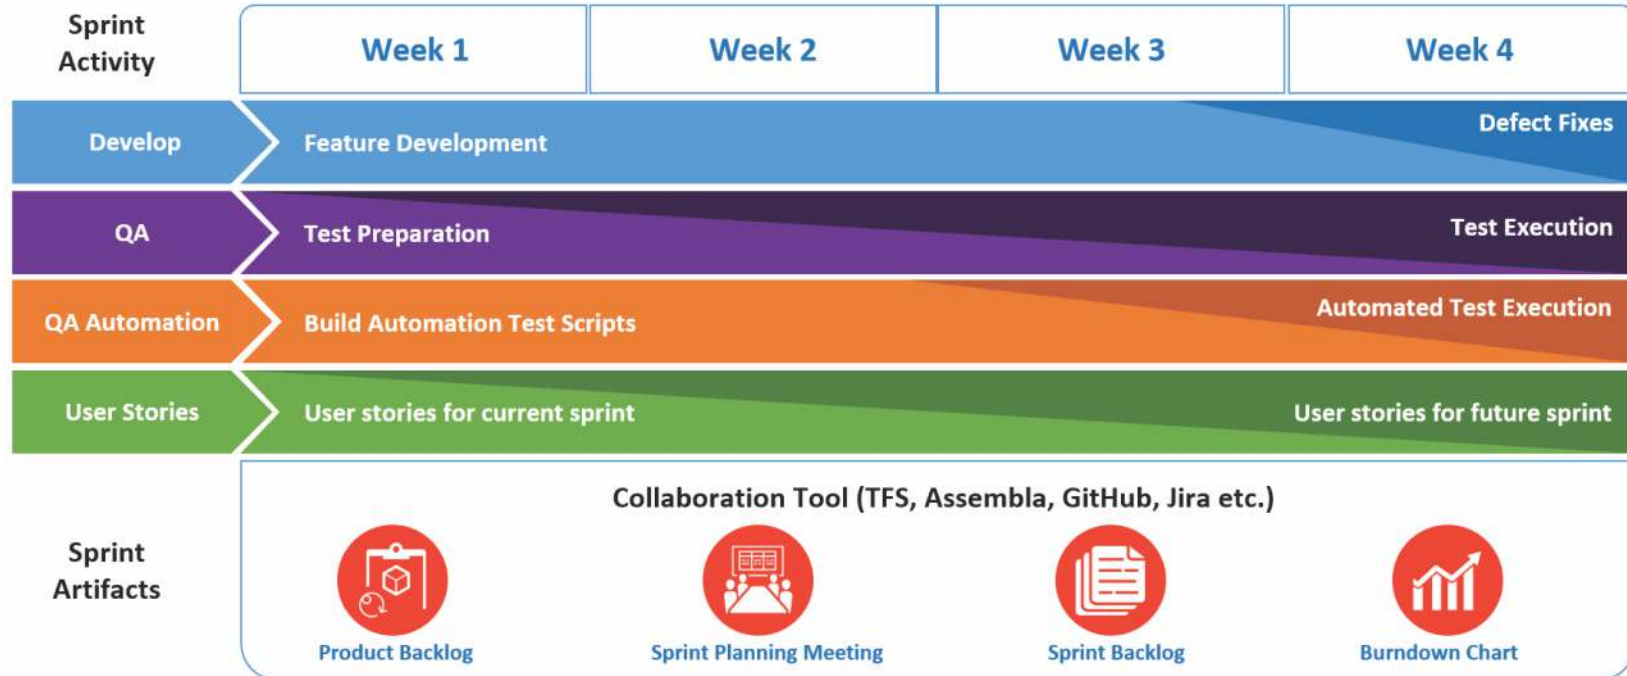 Sprint
Activity
Week 1
Week 2
Week 3
Week 4
Develop
Feature Development
Defect Fixes
QA
Test Preparation
Test Execution
QA Automation
Build Automation Test Scripts
Automated Test Execution
User Stories
User stories for current sprint
User stories for future sprint
Sprint
Artifacts
Collaboration Tool (TFS, Assembla, GitHub, Jira etc.)
Product Backlog
Sprint Planning Meeting
Sprint Backlog
Burndown Chart